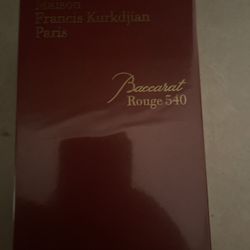 Maison
Francis Kurkdjian
Paris
Baccarat
Rouge 540